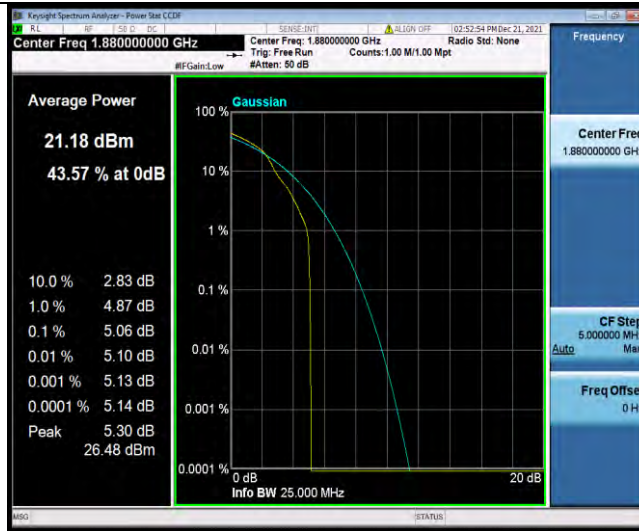 Keysight Spectrum Analyzer - Power Stat CCDF
RL RF 50 Ω DC SENSE:INT ALIGN OFF 02:52:54 PM Dec 21, 2021
Center Freq 1.880000000 GHz
Center Freq: 1.880000000 GHz Radio Std: None
Trig: Free Run Counts:1.00 M/1.00 Mpt
#IFGain:Low #Atten: 50 dB
Frequency
Average Power
21.18 dBm
43.57 % at 0dB
10.0 % 2.83 dB
1.0 % 4.87 dB
0.1 % 5.06 dB
0.01 % 5.10 dB
0.001 % 5.13 dB
0.0001 % 5.14 dB
Peak 5.30 dB
26.48 dBm
Gaussian
100 %
10 %
1 %
0.1 %
0.01 %
0.001 %
0.0001 %
0 dB 20 dB
Info BW 25.000 MHz
Center Fre
1.880000000 GH
CF Step
5.000000 MH
Auto Ma
Freq Offse
0 H
MSG STATUS